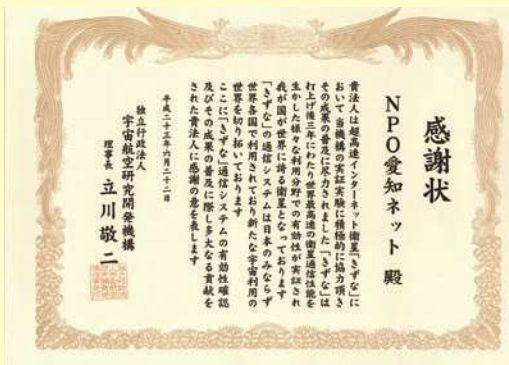 感謝状
NPO愛知ネット 殿
貴法人は超高速インターネット衛星「きずな」に
おいて当機構の実証実験に積極的に協力頂き
その成果の普及に尽力されました「きずな」は
打上げ後三年にわたり世界最高速の衛星通信性能を
生かした様々な利用分野での有効性が実証され
我が国が世界に誇る衛星となっております
「きずな」の通信システムは日本のみならず
世界各国で利用されており新たな宇宙利用の
世界を切り拓いております
ここに「きずな」通信システムの有効性確認
及びその成果の普及に際し多大なる貢献を
された貴法人に感謝の意を表します
平成二十三年六月二十二日
独立行政法人
宇宙航空研究開発機構
理事長 立川敬二